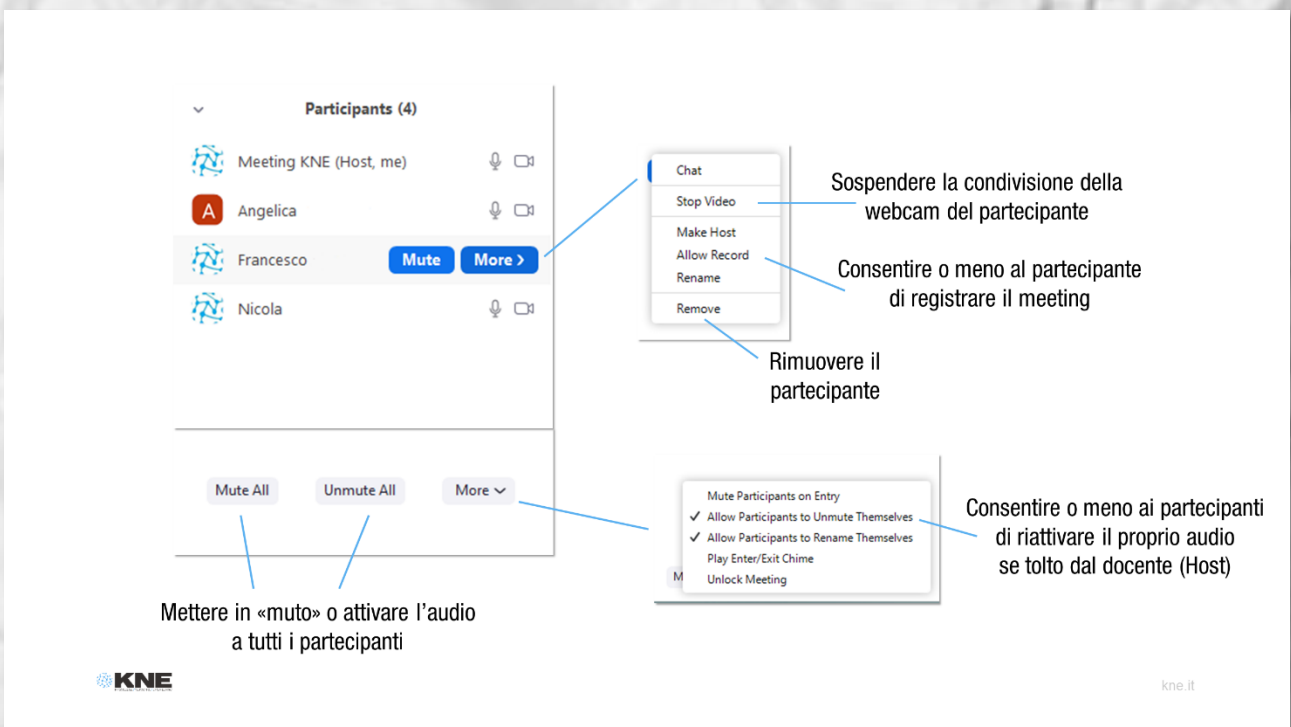 Participants (4)
Meeting KNE (Host, me)
A
Angelica
Francesco
Mute
More >
Nicola
Mute All
Unmute All
More
Mettere in «muto» o attivare l'audio
a tutti i partecipanti
Chat
Stop Video
Make Host
Allow Record
Rename
Remove
Sospendere la condivisione della
webcam del partecipante
Consentire o meno al partecipante
di registrare il meeting
Rimuovere il
partecipante
Mute Participants on Entry
✓ Allow Participants to Unmute Themselves
✓ Allow Participants to Rename Themselves
Play Enter/Exit Chime
M
Unlock Meeting
Consentire o meno ai partecipanti
di riattivare il proprio audio
se tolto dal docente (Host)
KNE
kne.it